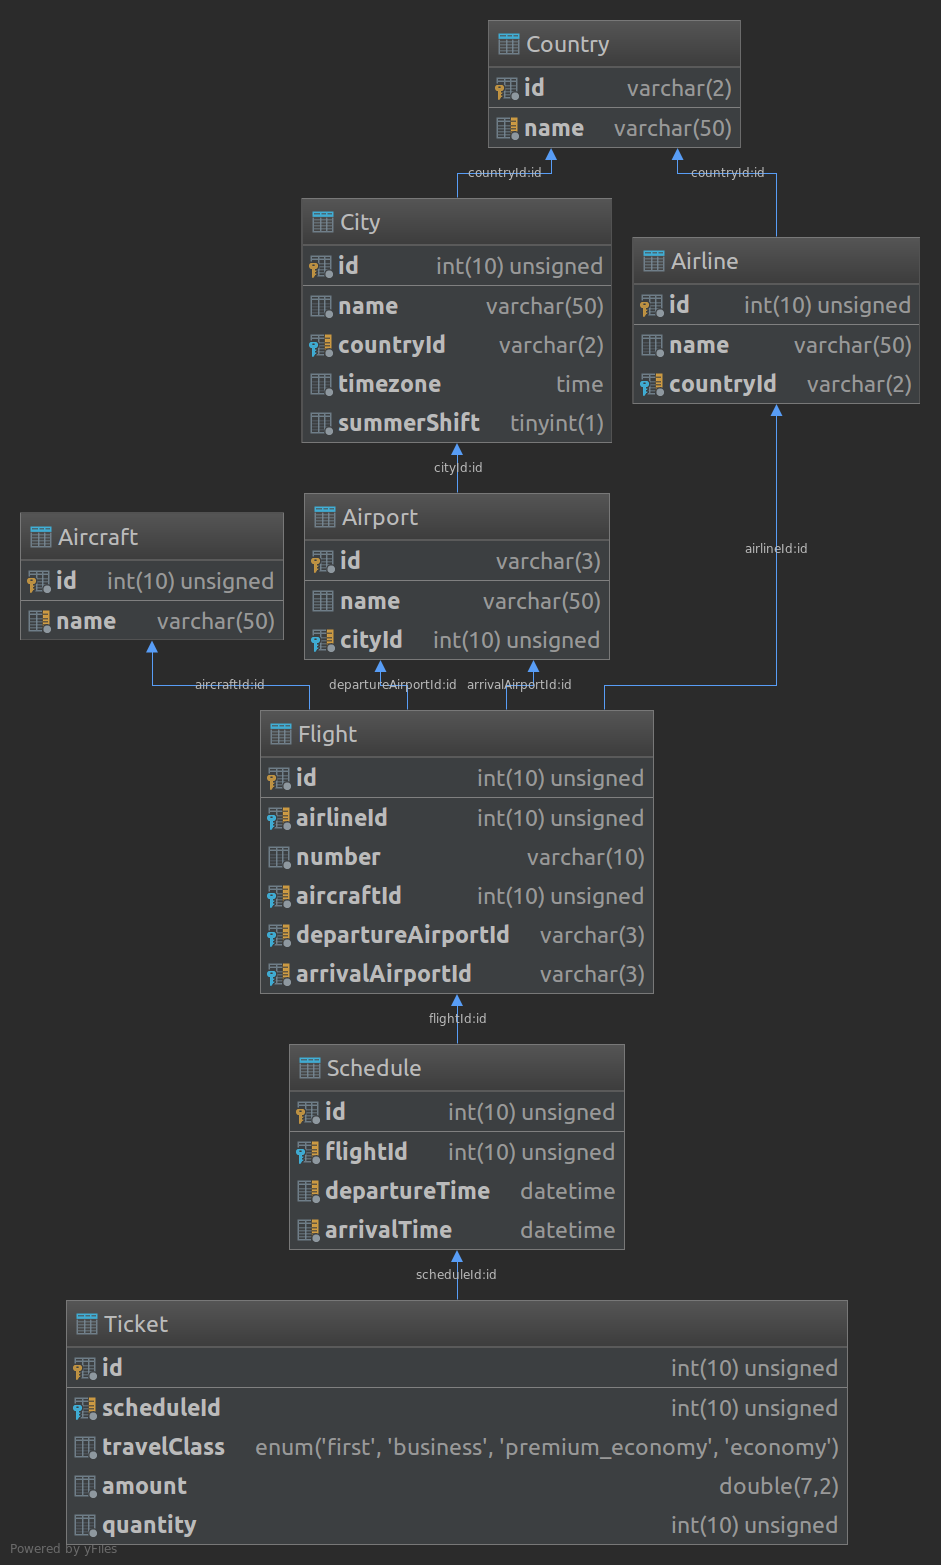 Country
id varchar(2)
name varchar(50)
countryId:id countryId:id
City
id int(10) unsigned
name varchar(50)
countryId varchar(2)
timezone time
summerShift tinyint(1)
Airline
id int(10) unsigned
name varchar(50)
countryId varchar(2)
cityId:id
Aircraft
id int(10) unsigned
name varchar(50)
Airport
id varchar(3)
name varchar(50)
cityId int(10) unsigned
airlineId:id
aircraftId:id departureAirportId:id arrivalAirportId:id
Flight
id int(10) unsigned
airlineId int(10) unsigned
number varchar(10)
aircraftId int(10) unsigned
departureAirportId varchar(3)
arrivalAirportId varchar(3)
flightId:id
Schedule
id int(10) unsigned
flightId int(10) unsigned
departureTime datetime
arrivalTime datetime
scheduleId:id
Ticket
id int(10) unsigned
scheduleId int(10) unsigned
travelClass enum('first', 'business', 'premium_economy', 'economy')
amount double(7,2)
quantity int(10) unsigned
Powered by yFiles